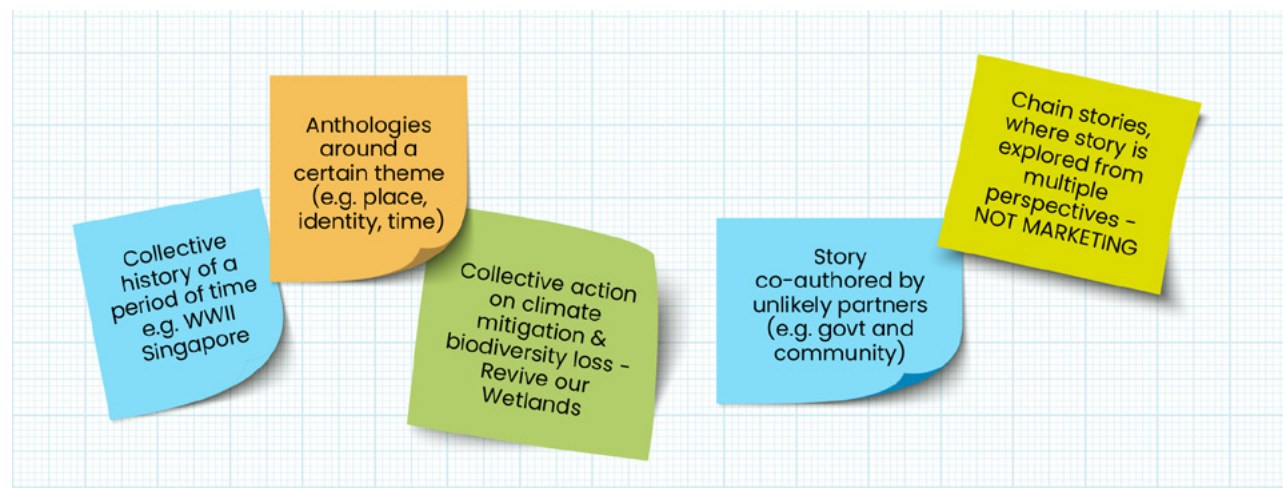 Collective
history of a
period of time
e.g. WWII
Singapore
Anthologies
around a
certain theme
(e.g. place,
identity, time)
Collective action
on climate
mitigation &
biodiversity loss -
Revive our
Wetlands
Story
co-authored by
unlikely partners
(e.g. govt and
community)
Chain stories,
where story is
explored from
multiple
perspectives -
NOT MARKETING